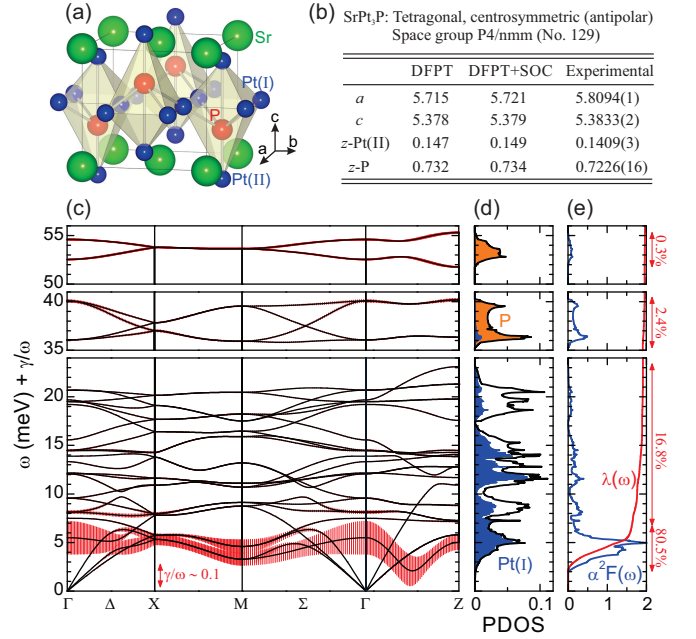 (a)
Sr
Pt(I)
P
Pt(II)
c
b
a
(b)
SrPt₃P: Tetragonal, centrosymmetric (antipolar)
Space group P4/nmm (No. 129)
DFPT DFPT+SOC Experimental
a 5.715 5.721 5.8094(1)
c 5.378 5.379 5.3833(2)
z-Pt(II) 0.147 0.149 0.1409(3)
z-P 0.732 0.734 0.7226(16)
(c)
(d)
(e)
55
50
40
35
20
15
10
5
0
ω (meV) + γ/ω
γ/ω ~ 0.1
Γ Δ X M Σ Γ Z
P
Pt(I)
0.0 0.1
PDOS
λ(ω)
α²F(ω)
0 1 2
0.3%
2.4%
16.8%
80.5%